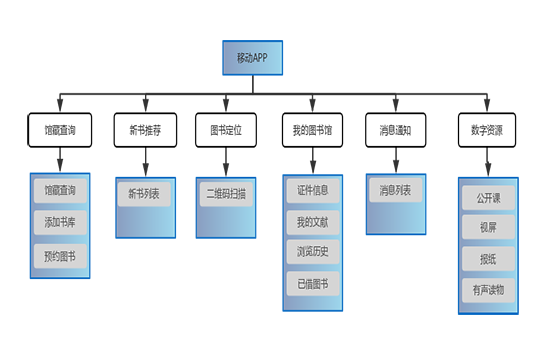 移动APP
馆藏查询
新书推荐
图书定位
我的图书馆
消息通知
数字资源
馆藏查询
添加书库
预约图书
新书列表
二维码扫描
证件信息
我的文献
浏览历史
已借图书
消息列表
公开课
视屏
报纸
有声读物